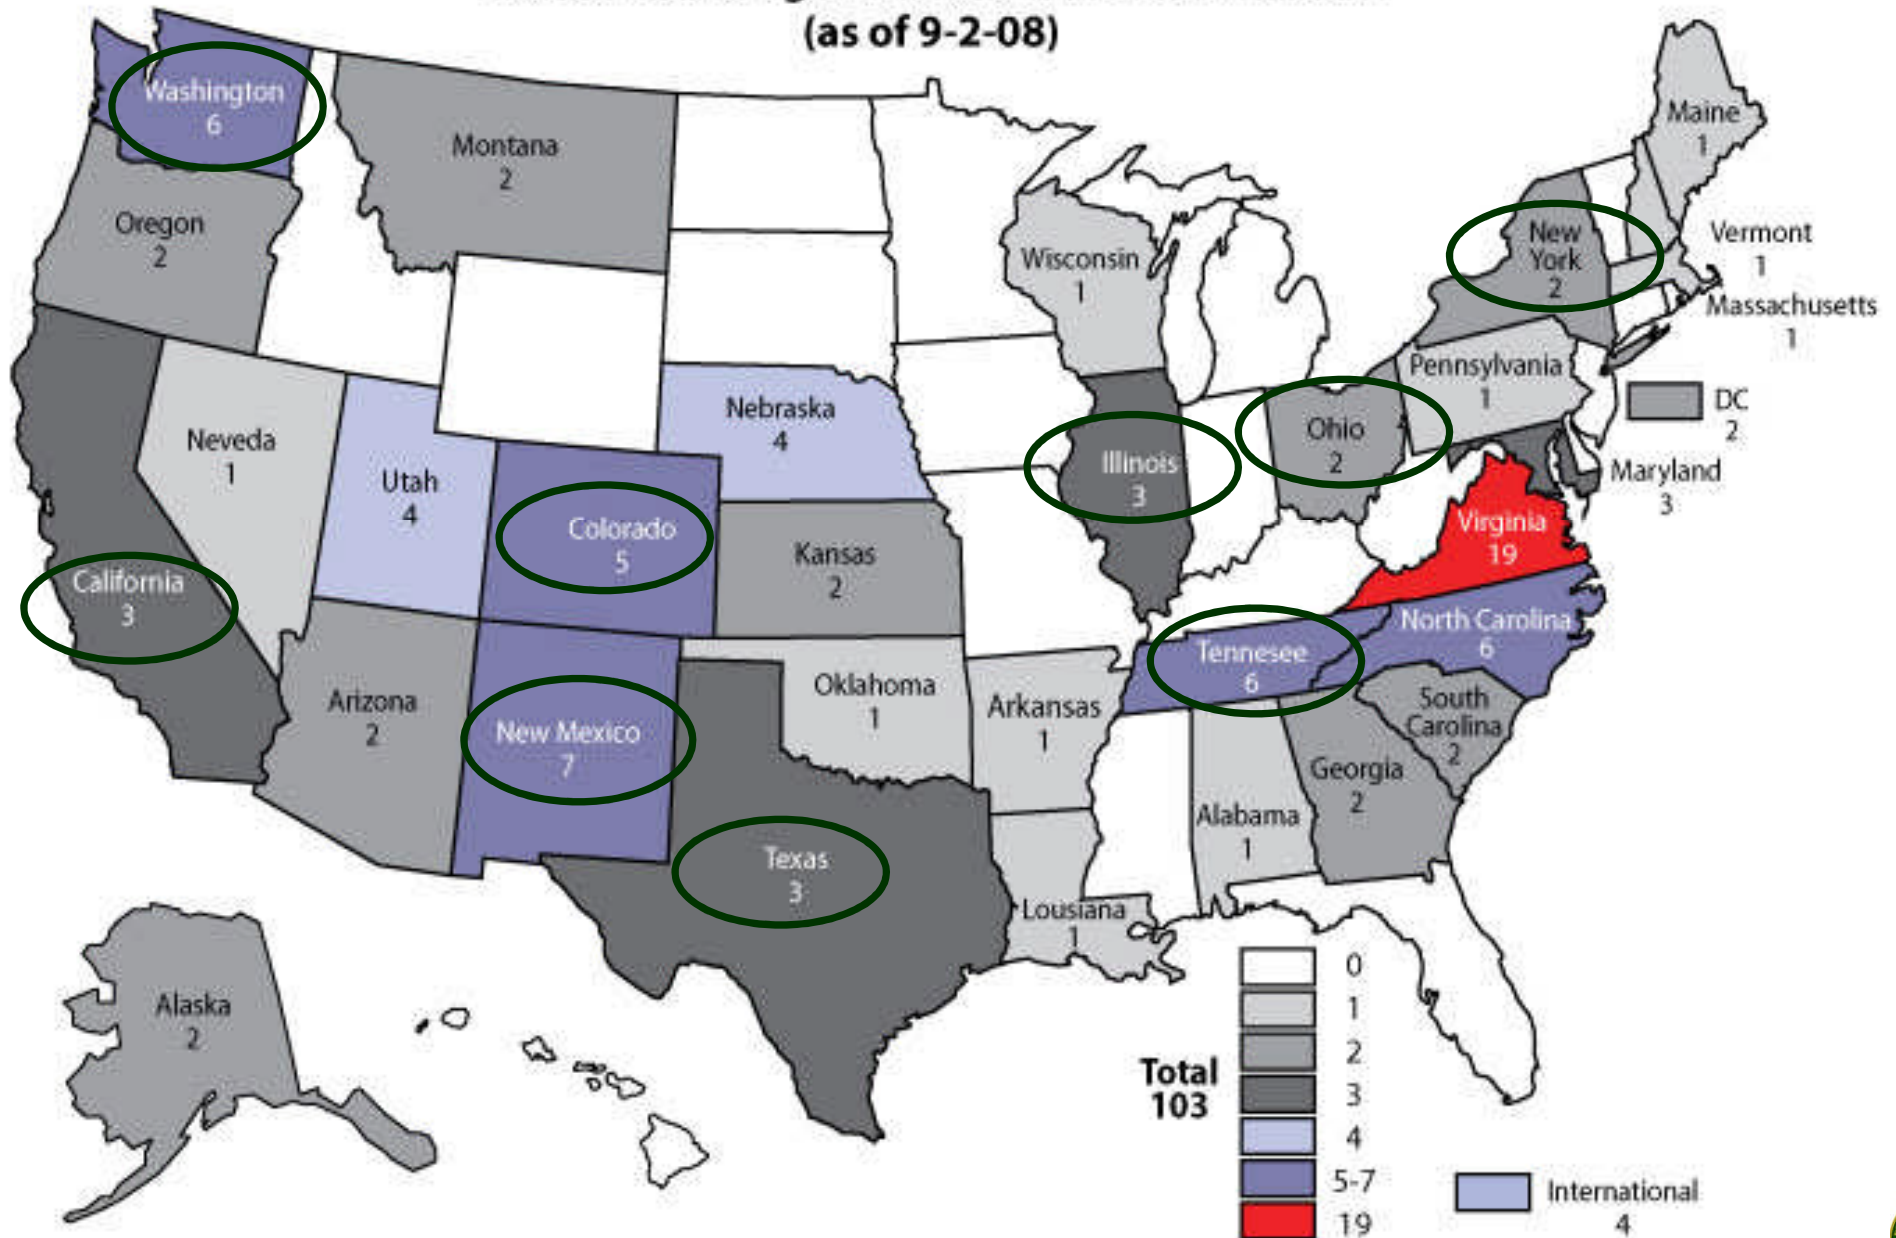 (as of 9-2-08)
Washington
6
Montana
2
Oregon
2
Maine
1
Wisconsin
1
New
York
2
Vermont
1
Massachusetts
1
Pennsylvania
1
DC
2
Nebraska
4
Neveda
1
Utah
4
Ohio
2
Illinois
3
Maryland
3
Colorado
5
Kansas
2
Virginia
19
California
3
North Carolina
6
Tennesee
6
Arizona
2
New Mexico
7
Oklahoma
1
Arkansas
1
South
Carolina
2
Georgia
2
Alabama
1
Texas
3
Lousiana
1
Alaska
2
Total
103
0
1
2
3
4
5-7
19
International
4